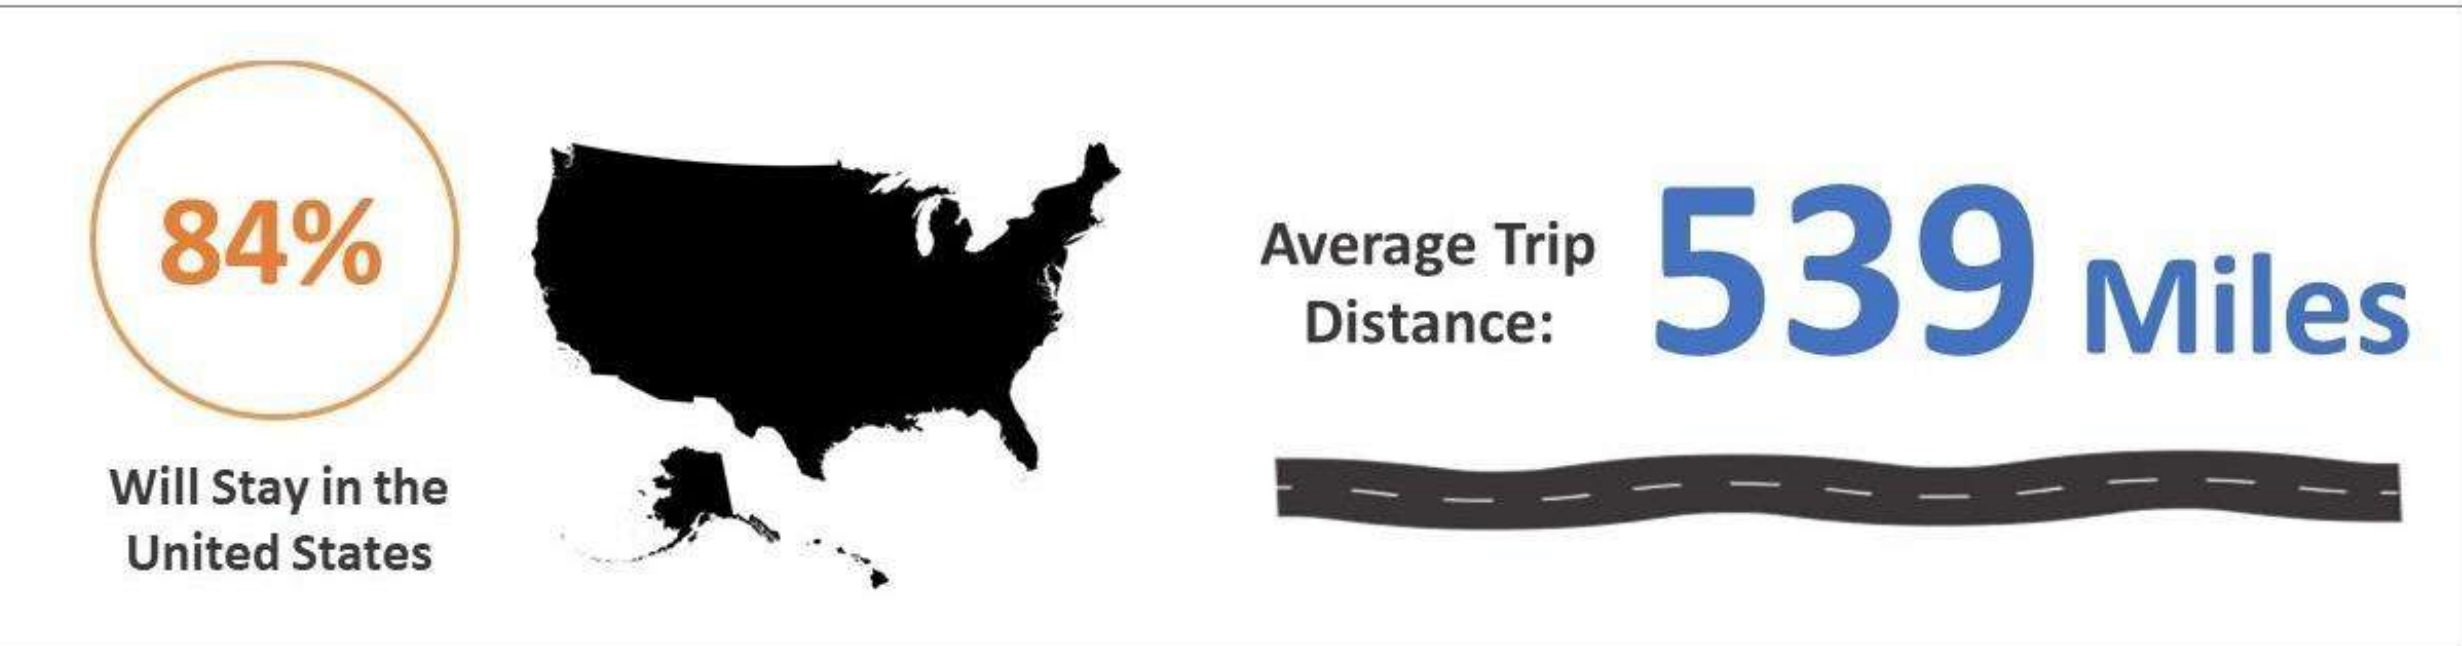 84%
Will Stay in the
United States
Average Trip
Distance:
539 Miles